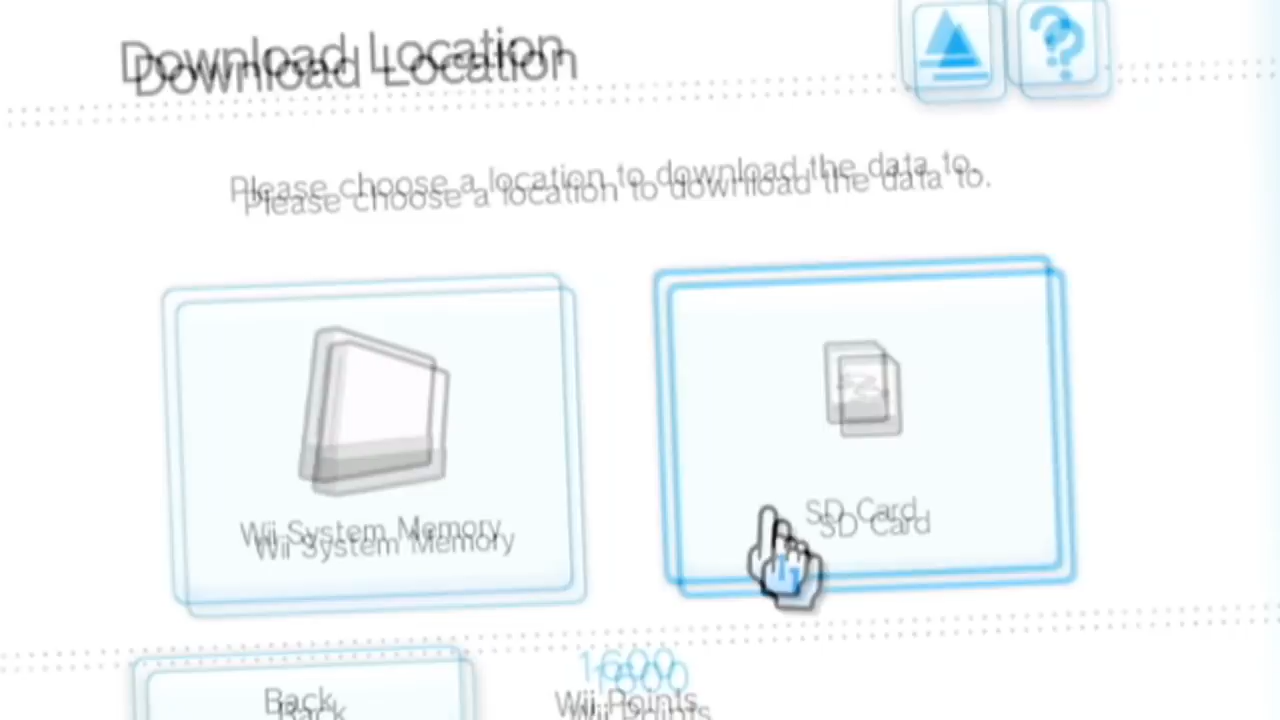 Download Location
?
Please choose a location to download the data to.
Wii System Memory
SD Card
1
Back
1600
Wii Points